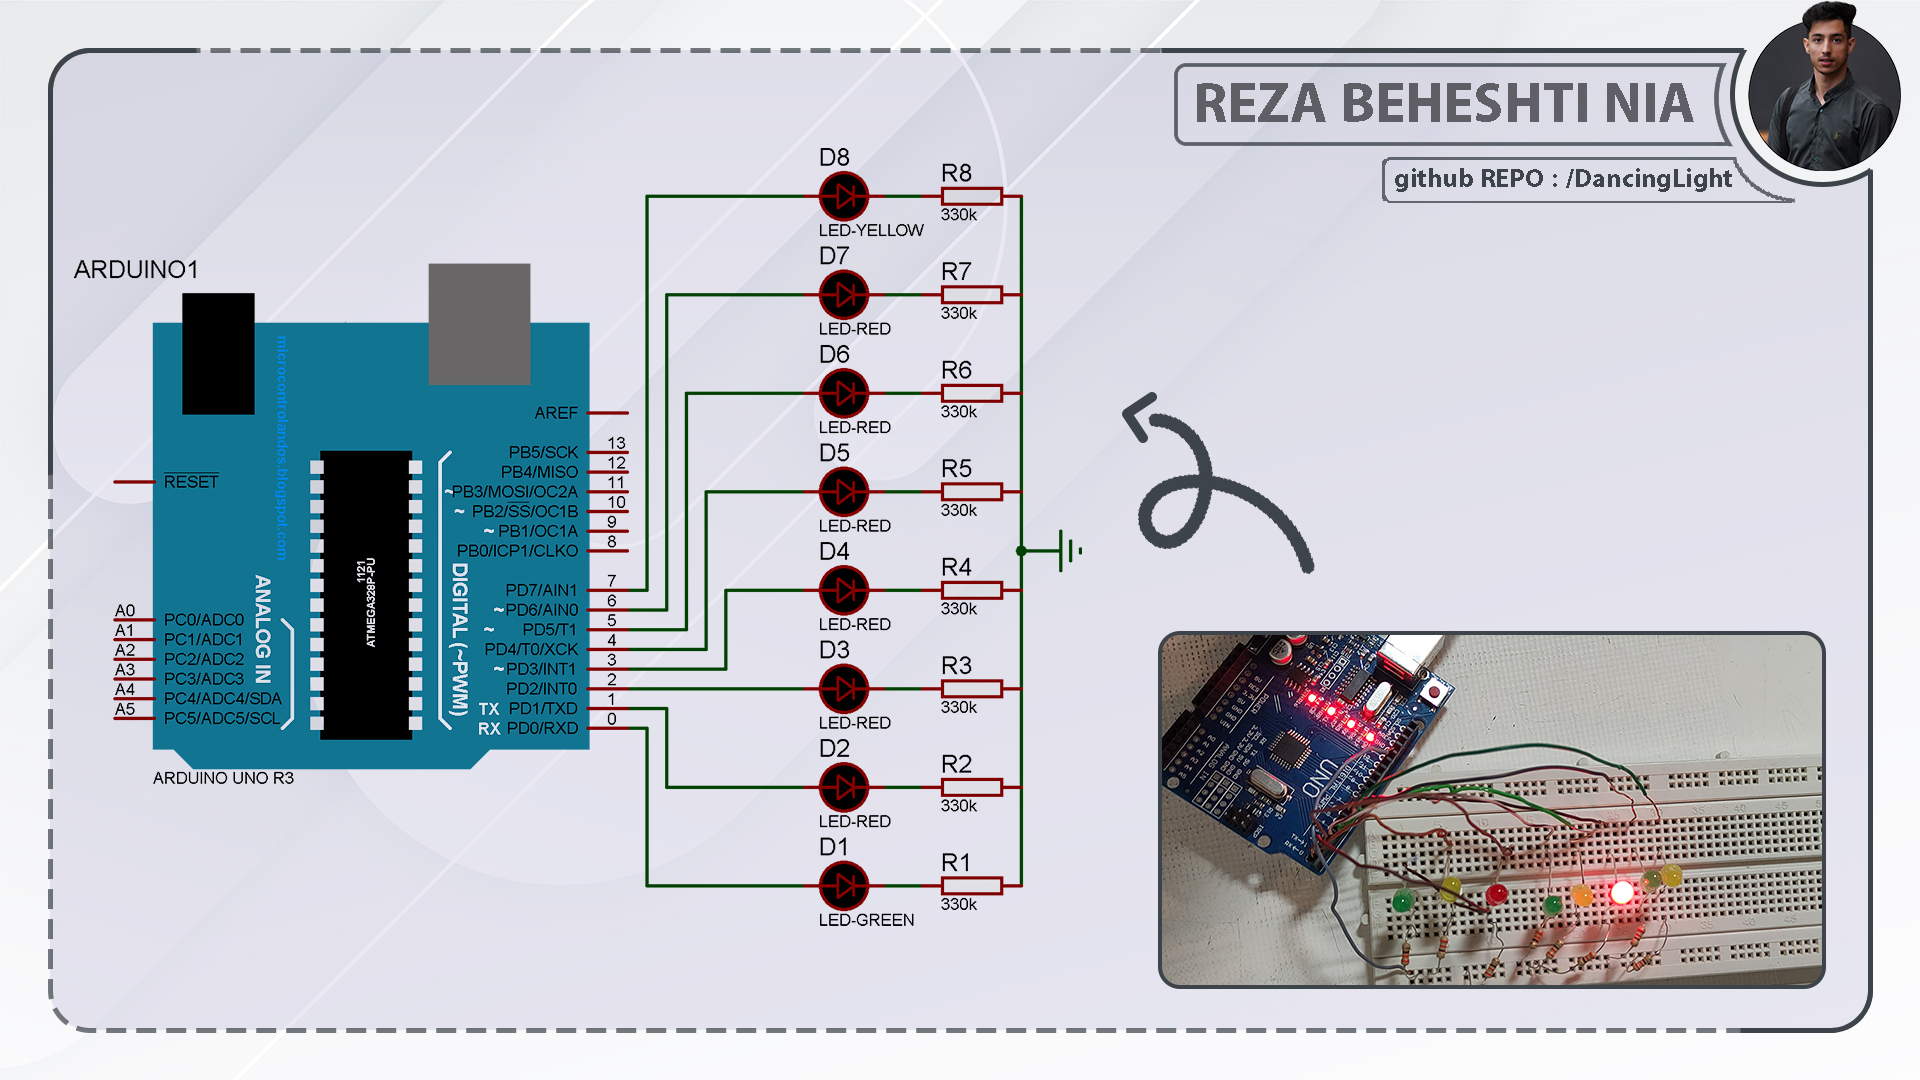 REZA BEHESHTI NIA
github REPO : /DancingLight
ARDUINO1
microcontrolandos.blogspot.com
RESET
AREF
PB5/SCK 13
PB4/MISO 12
~PB3/MOSI/OC2A 11
~ PB2/SS/OC1B 10
~ PB1/OC1A 9
PB0/ICP1/CLKO 8
PD7/AIN1 7
~PD6/AIN0 6
~ PD5/T1 5
PD4/T0/XCK 4
~PD3/INT1 3
PD2/INT0 2
TX PD1/TXD 1
RX PD0/RXD 0
DIGITAL (~PWM)
1121
ATMEGA328P-PU
ANALOG IN
A0 PC0/ADC0
A1 PC1/ADC1
A2 PC2/ADC2
A3 PC3/ADC3
A4 PC4/ADC4/SDA
A5 PC5/ADC5/SCL
ARDUINO UNO R3
D8
LED-YELLOW
R8
330k
D7
LED-RED
R7
330k
D6
LED-RED
R6
330k
D5
LED-RED
R5
330k
D4
LED-RED
R4
330k
D3
LED-RED
R3
330k
D2
LED-RED
R2
330k
D1
LED-GREEN
R1
330k
UNO